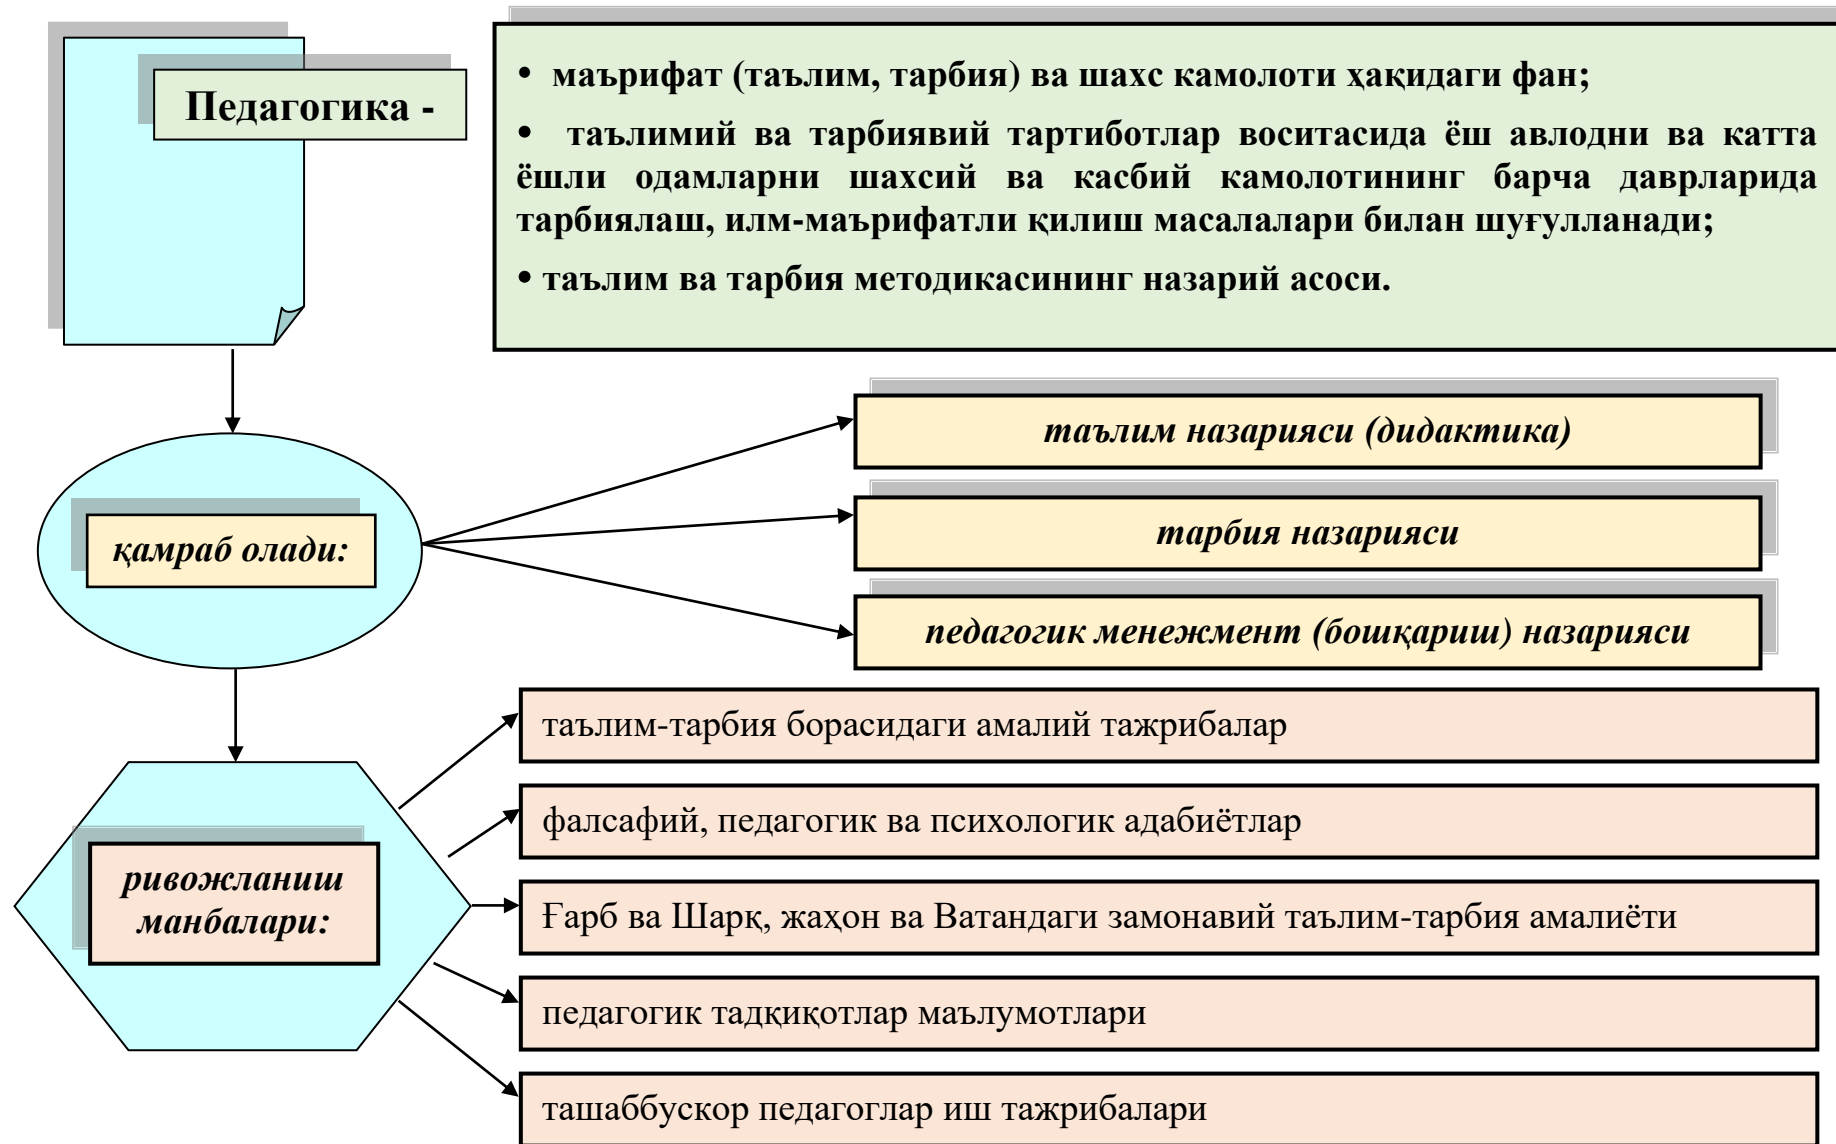 Педагогика -
• маърифат (таълим, тарбия) ва шахс камолоти ҳақидаги фан;
• таълимий ва тарбиявий тартиботлар воситасида ёш авлодни ва катта
ёшли одамларни шахсий ва касбий камолотининг барча даврларида
тарбиялаш, илм-маърифатли қилиш масалалари билан шуғулланади;
• таълим ва тарбия методикасининг назарий асоси.
қамраб олади:
таълим назарияси (дидактика)
тарбия назарияси
педагогик менежмент (бошқариш) назарияси
ривожланиш
манбалари:
таълим-тарбия борасидаги амалий тажрибалар
фалсафий, педагогик ва психологик адабиётлар
Ғарб ва Шарқ, жаҳон ва Ватандаги замонавий таълим-тарбия амалиёти
педагогик тадқиқотлар маълумотлари
ташаббускор педагоглар иш тажрибалари